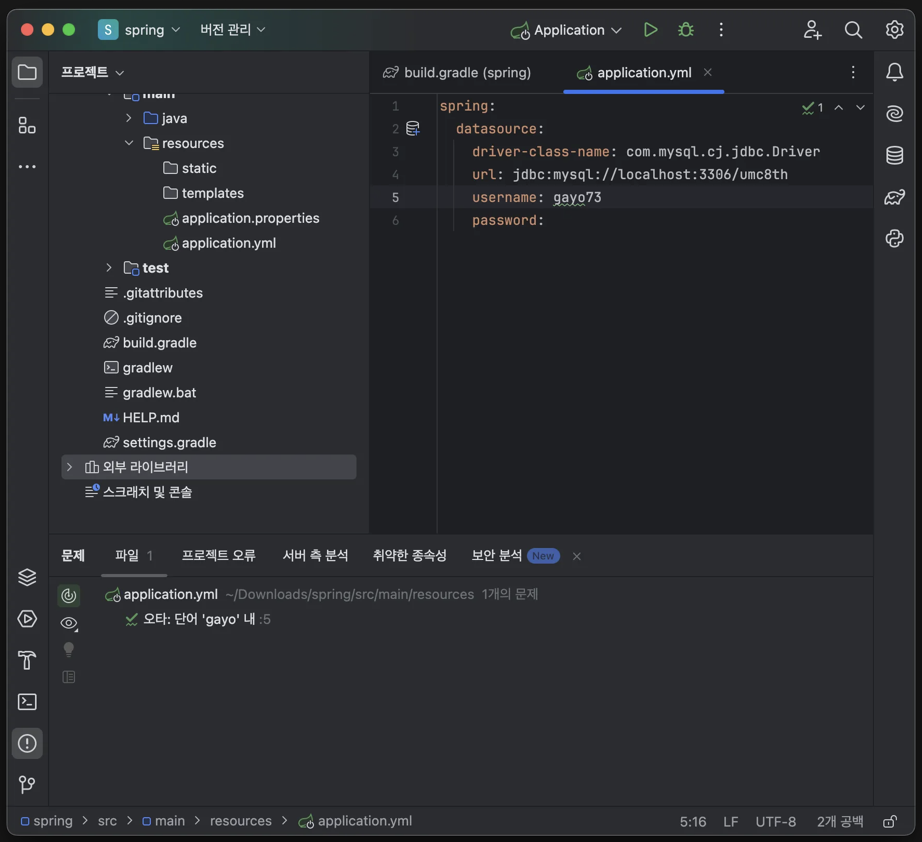 S spring 버전 관리 Application
프로젝트
build.gradle (spring) application.yml
main
java
resources
static
templates
application.properties
application.yml
test
.gitattributes
.gitignore
build.gradle
gradlew
gradlew.bat
M↓ HELP.md
settings.gradle
외부 라이브러리
스크래치 및 콘솔
1 spring:
2 datasource:
3 driver-class-name: com.mysql.cj.jdbc.Driver
4 url: jdbc:mysql://localhost:3306/umc8th
5 username: gayo73
6 password:
1
문제 파일 1 프로젝트 오류 서버 측 분석 취약한 종속성 보안 분석 New
application.yml ~/Downloads/spring/src/main/resources 1개의 문제
오타: 단어 'gayo' 내 :5
spring src main resources application.yml 5:16 LF UTF-8 2개 공백